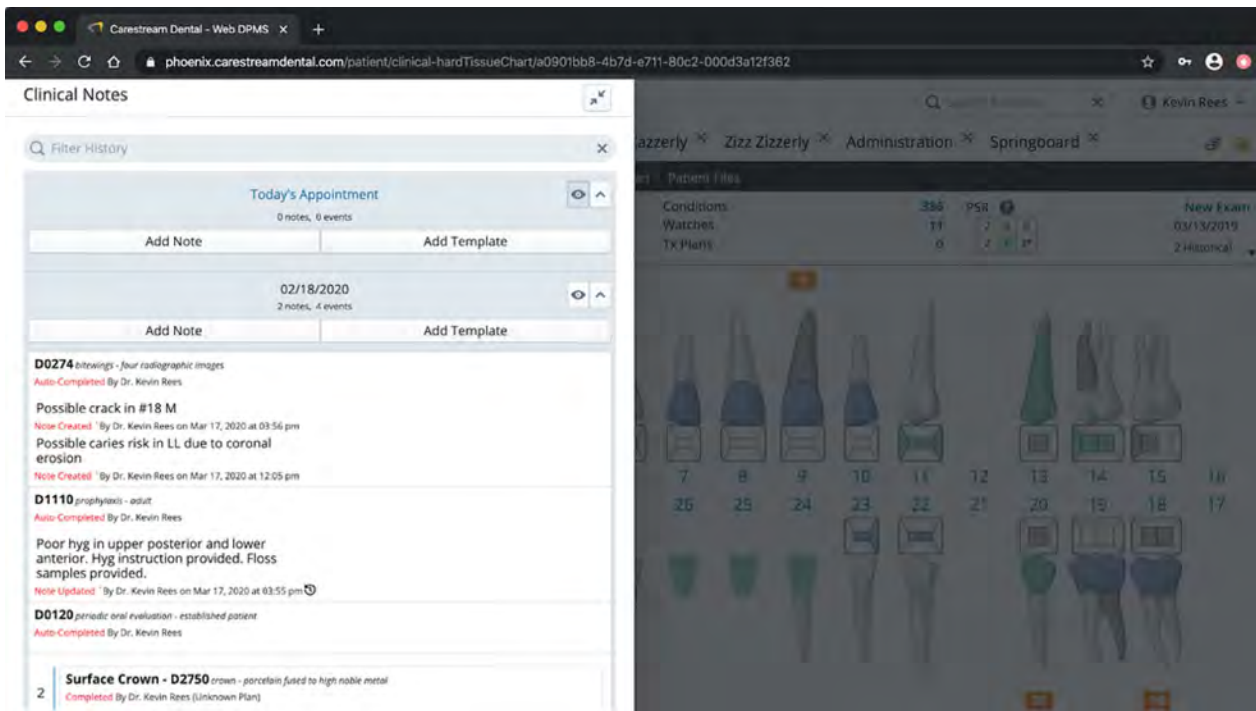 Carestream Dental - Web DPMS × +
phoenix.carestreamdental.com/patient/clinical-hardTissueChart/a0901bb8-4b7d-e711-80c2-000d3a12f362
Clinical Notes
Kevin Rees
Filter History
azzerly × Zizz Zizzerly × Administration × Springboard ×
Patient Files
Today's Appointment
0 notes, 0 events
Add Note Add Template
Conditions 386 PSR New Exam
Watches 11 03/13/2019
Tx Plans 0 2 Historical
02/18/2020
2 notes, 4 events
Add Note Add Template
D0274 bitewings - four radiographic images
Auto-Completed By Dr. Kevin Rees
Possible crack in #18 M
Note Created By Dr. Kevin Rees on Mar 17, 2020 at 03:56 pm
Possible caries risk in LL due to coronal
erosion
Note Created By Dr. Kevin Rees on Mar 17, 2020 at 12:05 pm
D1110 prophylaxis - adult
Auto-Completed By Dr. Kevin Rees
Poor hyg in upper posterior and lower
anterior. Hyg instruction provided. Floss
samples provided.
Note Updated By Dr. Kevin Rees on Mar 17, 2020 at 03:55 pm
D0120 periodic oral evaluation - established patient
Auto-Completed By Dr. Kevin Rees
2 Surface Crown - D2750 crown - porcelain fused to high noble metal
Completed By Dr. Kevin Rees (Unknown Plan)
7 8 9 10 11 12 13 14 15 16
26 25 24 23 22 21 20 19 18 17